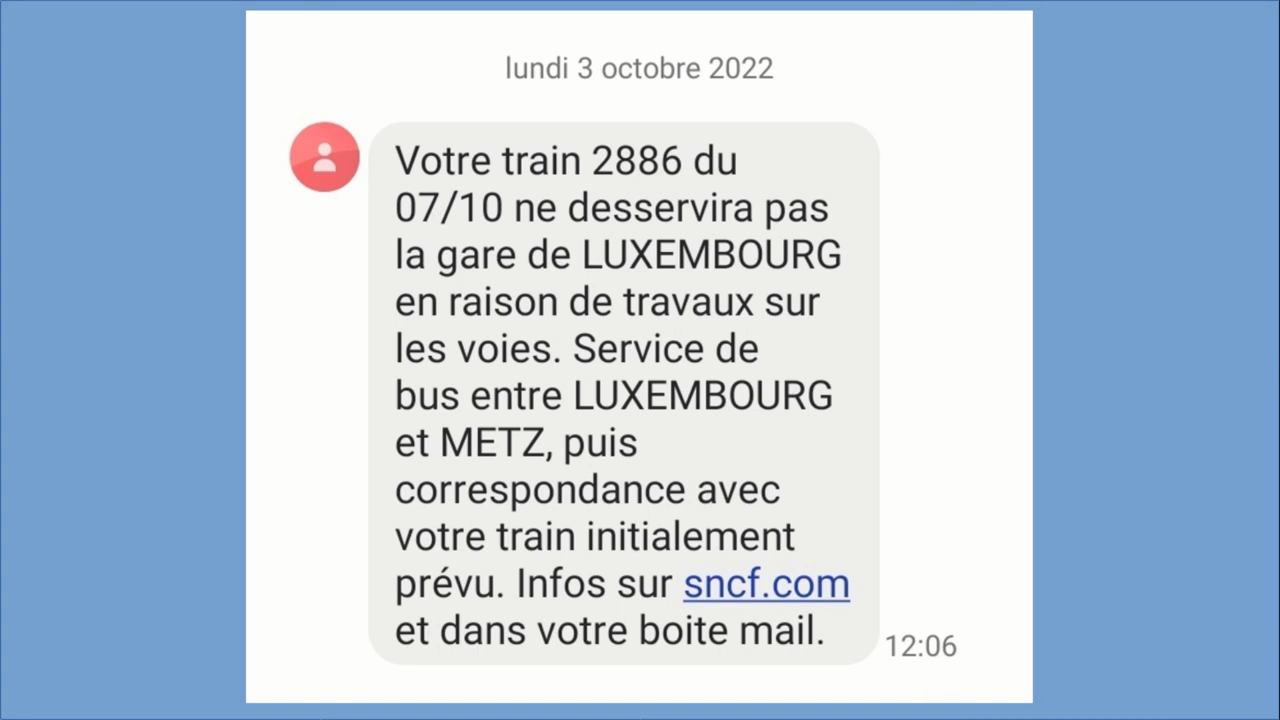 lundi 3 octobre 2022
Votre train 2886 du
07/10 ne desservira pas
la gare de LUXEMBOURG
en raison de travaux sur
les voies. Service de
bus entre LUXEMBOURG
et METZ, puis
correspondance avec
votre train initialement
prévu. Infos sur sncf.com
et dans votre boite mail.
12:06